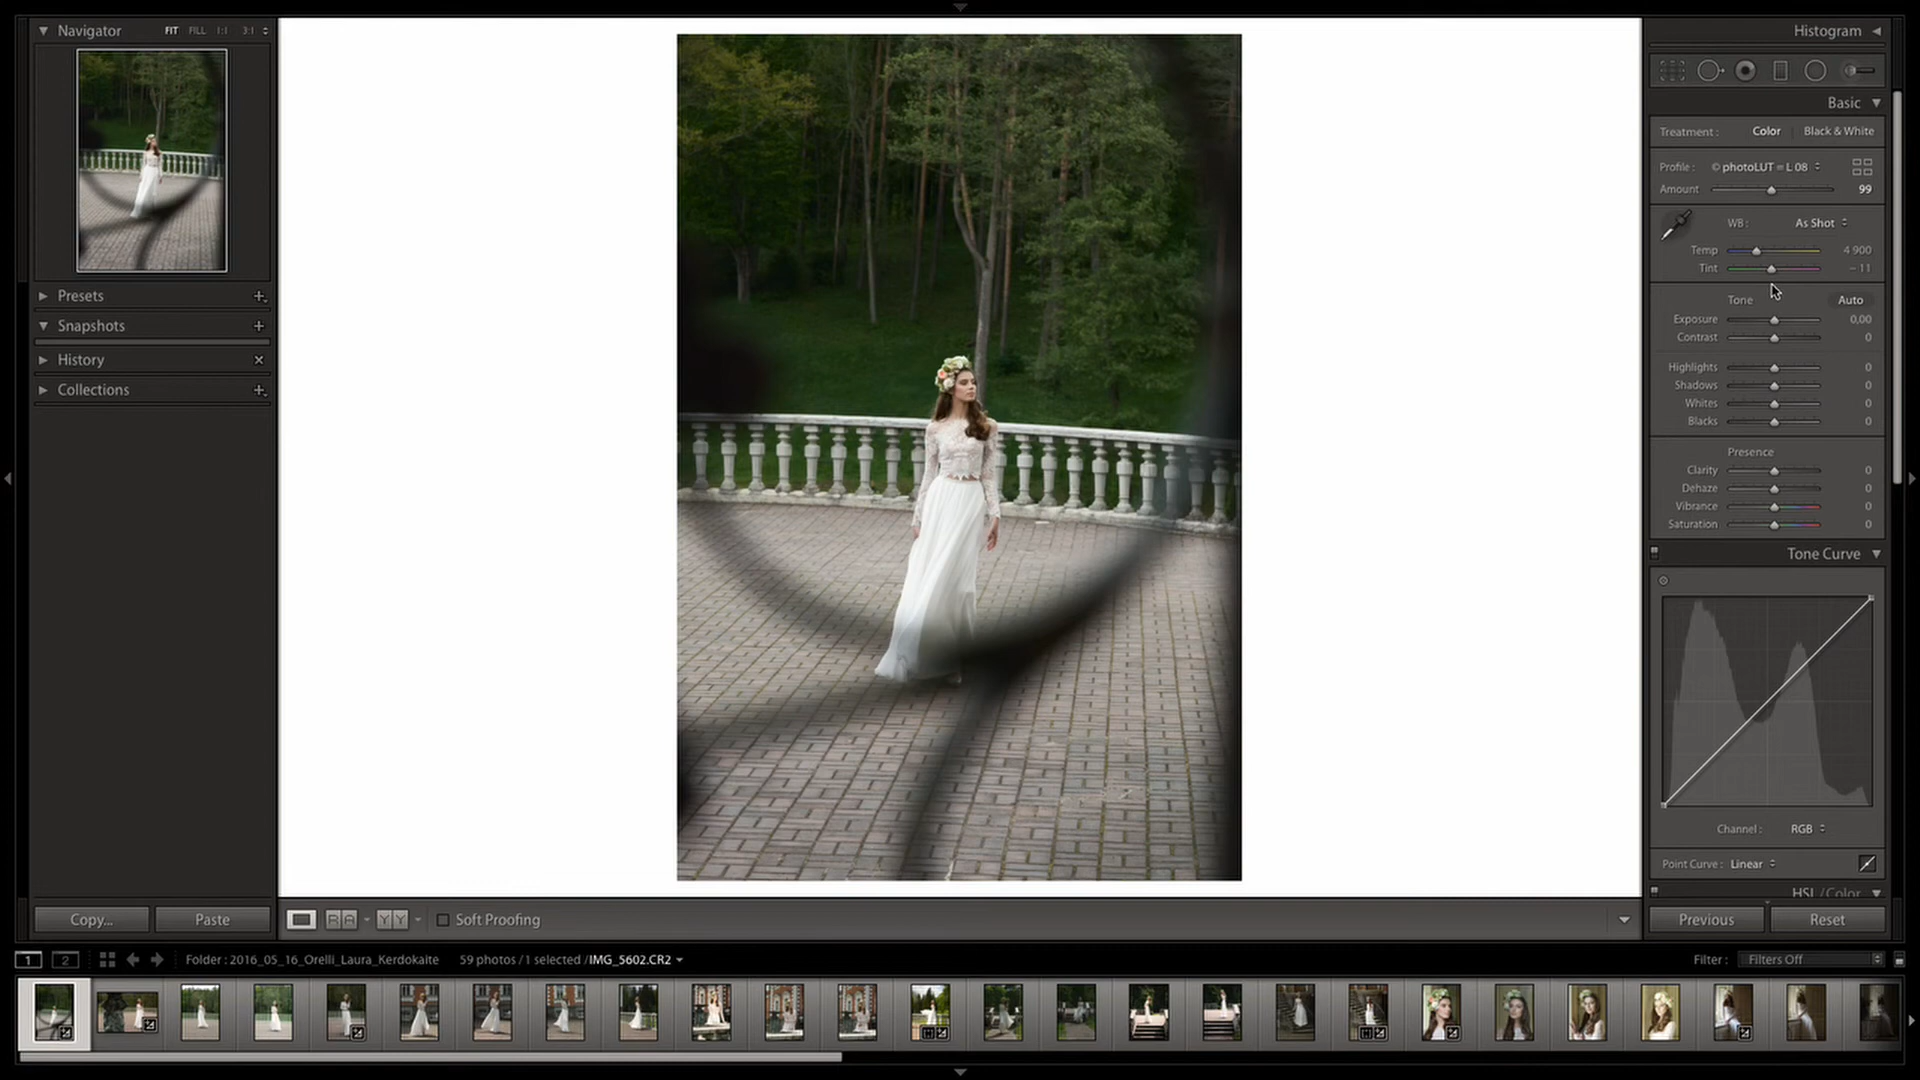 Navigator FIT FILL 1:1 3:1
Presets
Snapshots
History
Collections
Copy... Paste
Soft Proofing
Histogram
Basic
Treatment : Color Black & White
Profile : © photoLUT = L 08
Amount 99
WB : As Shot
Temp 4 900
Tint – 11
Tone Auto
Exposure 0,00
Contrast 0
Highlights 0
Shadows 0
Whites 0
Blacks 0
Presence
Clarity 0
Dehaze 0
Vibrance 0
Saturation 0
Tone Curve
Channel : RGB
Point Curve : Linear
HSL / Color
Previous Reset
1 2 Folder : 2016_05_16_Orelli_Laura_Kerdokaite 59 photos / 1 selected / IMG_5602.CR2 Filter : Filters Off